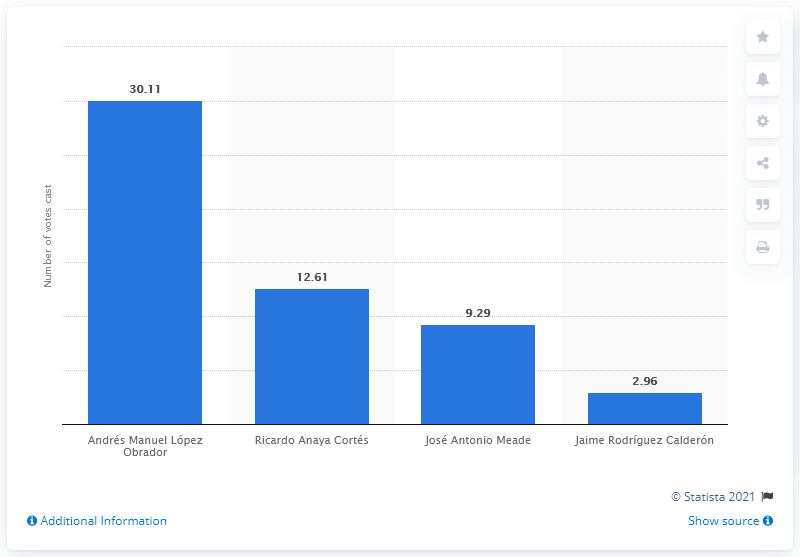 30.11
12.61
9.29
2.96
Number of votes cast
Andrés Manuel López
Obrador
Ricardo Anaya Cortés
José Antonio Meade
Jaime Rodríguez Calderón
© Statista 2021
Additional Information
Show source